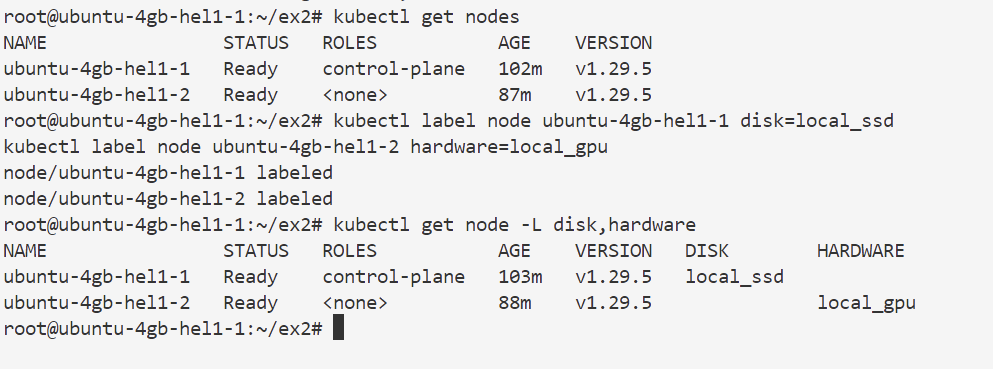 root@ubuntu-4gb-hel1-1:~/ex2# kubectl get nodes
NAME                STATUS   ROLES           AGE    VERSION
ubuntu-4gb-hel1-1   Ready    control-plane   102m   v1.29.5
ubuntu-4gb-hel1-2   Ready    <none>          87m    v1.29.5
root@ubuntu-4gb-hel1-1:~/ex2# kubectl label node ubuntu-4gb-hel1-1 disk=local_ssd
kubectl label node ubuntu-4gb-hel1-2 hardware=local_gpu
node/ubuntu-4gb-hel1-1 labeled
node/ubuntu-4gb-hel1-2 labeled
root@ubuntu-4gb-hel1-1:~/ex2# kubectl get node -L disk,hardware
NAME                STATUS   ROLES           AGE    VERSION   DISK        HARDWARE
ubuntu-4gb-hel1-1   Ready    control-plane   103m   v1.29.5   local_ssd
ubuntu-4gb-hel1-2   Ready    <none>          88m    v1.29.5               local_gpu
root@ubuntu-4gb-hel1-1:~/ex2#